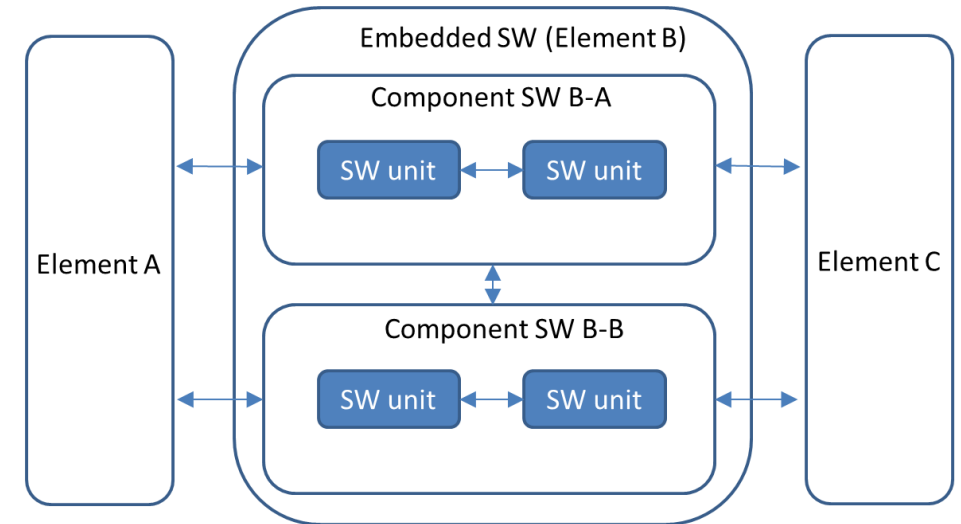 Embedded SW (Element B)
Component SW B-A
SW unit
SW unit
Element A
Element C
Component SW B-B
SW unit
SW unit